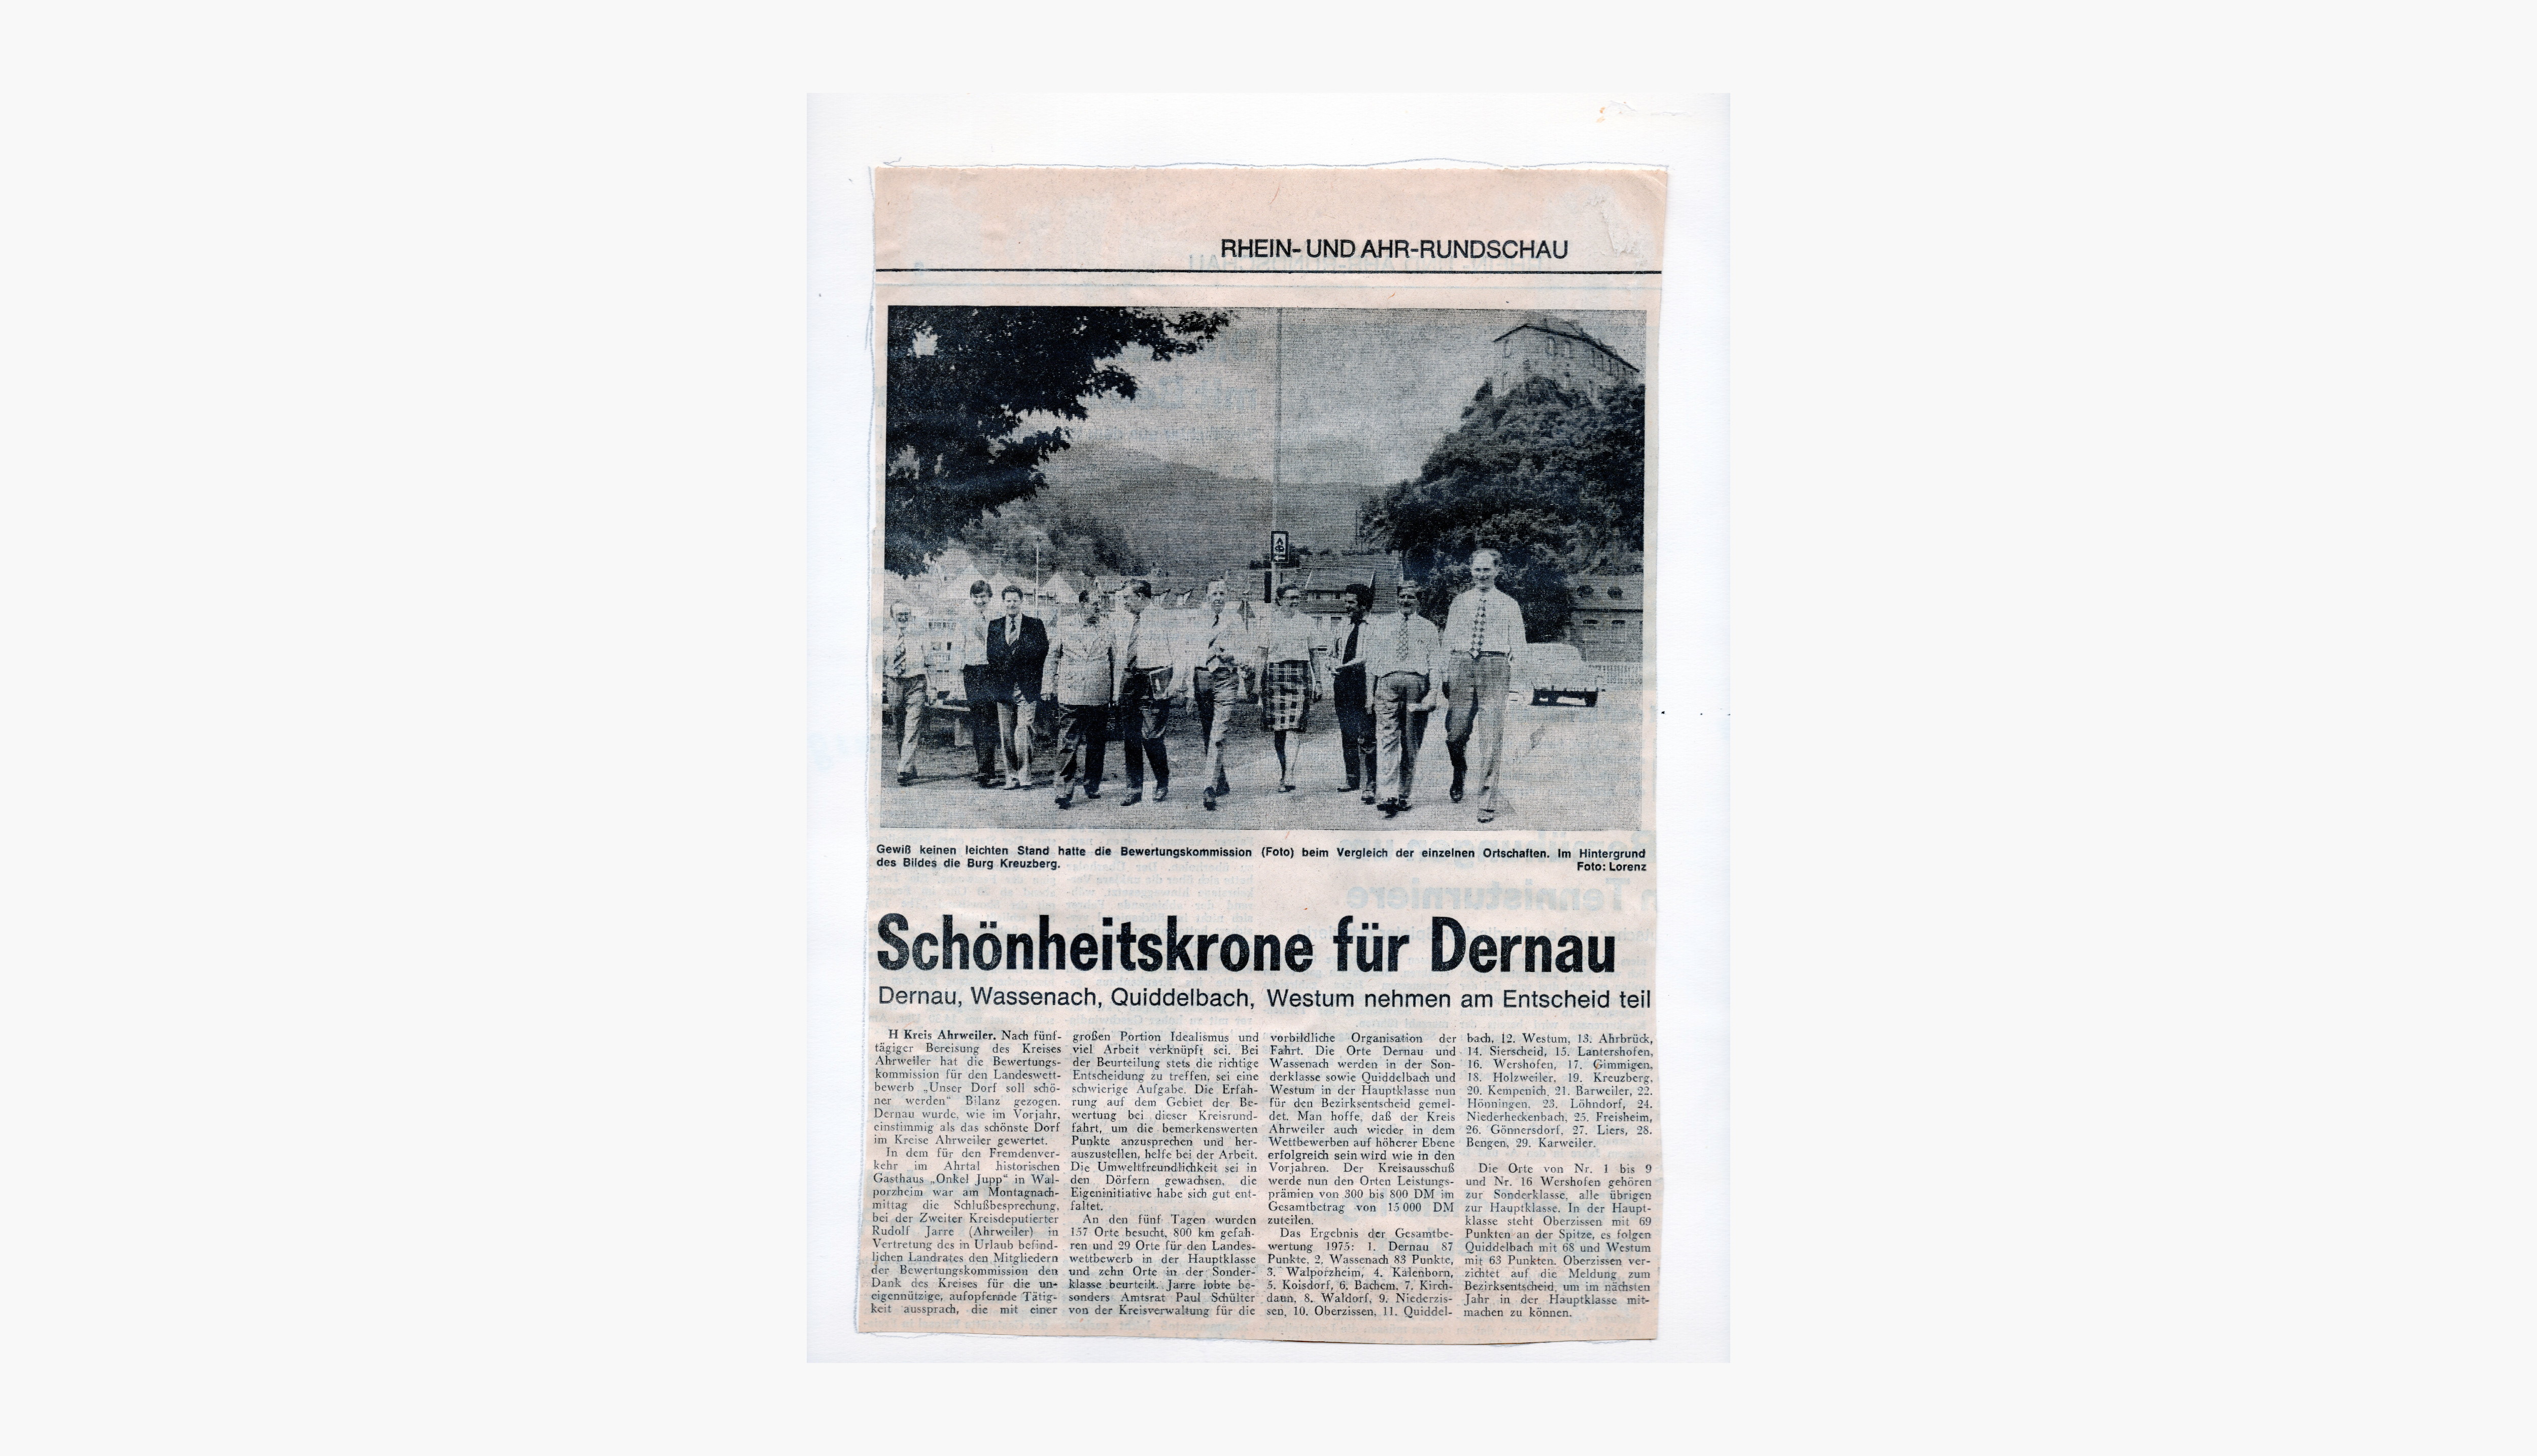 RHEIN- UND AHR-RUNDSCHAU
Gewiß keinen leichten Stand hatte die Bewertungskommission (Foto) beim Vergleich der einzelnen Ortschaften. Im Hintergrund
des Bildes die Burg Kreuzberg. Foto: Lorenz
Schönheitskrone für Dernau
Dernau, Wassenach, Quiddelbach, Westum nehmen am Entscheid teil
H Kreis Ahrweiler. Nach fünf-
tägiger Bereisung des Kreises
Ahrweiler hat die Bewertungs-
kommission für den Landeswett-
bewerb „Unser Dorf soll schö-
ner werden" Bilanz gezogen.
Dernau wurde, wie im Vorjahr,
einstimmig als das schönste Dorf
im Kreise Ahrweiler gewertet.
In dem für den Fremdenver-
kehr im Ahrtal historischen
Gasthaus „Onkel Jupp" in Wal-
porzheim war am Montagnach-
mittag die Schlußbesprechung,
bei der Zweiter Kreisdeputierter
Rudolf Jarre (Ahrweiler) in
Vertretung des in Urlaub befind-
lichen Landrates den Mitgliedern
der Bewertungskommission den
Dank des Kreises für die un-
eigennützige, aufopfernde Tätig-
keit aussprach, die mit einer
großen Portion Idealismus und
viel Arbeit verknüpft sei. Bei
der Beurteilung stets die richtige
Entscheidung zu treffen, sei eine
schwierige Aufgabe. Die Erfah-
rung auf dem Gebiet der Be-
wertung bei dieser Kreisrund-
fahrt, um die bemerkenswerten
Punkte anzusprechen und her-
auszustellen, helfe bei der Arbeit.
Die Umweltfreundlichkeit sei in
den Dörfern gewachsen, die
Eigeninitiative habe sich gut ent-
faltet.
An den fünf Tagen wurden
157 Orte besucht, 800 km gefah-
ren und 29 Orte für den Landes-
wettbewerb in der Hauptklasse
und zehn Orte in der Sonder-
klasse beurteilt. Jarre lobte be-
sonders Amtsrat Paul Schülter
von der Kreisverwaltung für die
vorbildliche Organisation der
Fahrt. Die Orte Dernau und
Wassenach werden in der Son-
derklasse sowie Quiddelbach und
Westum in der Hauptklasse nun
für den Bezirksentscheid gemel-
det. Man hoffe, daß der Kreis
Ahrweiler auch wieder in dem
Wettbewerben auf höherer Ebene
erfolgreich sein wird wie in den
Vorjahren. Der Kreisausschuß
werde nun den Orten Leistungs-
prämien von 300 bis 800 DM im
Gesamtbetrag von 15 000 DM
zuteilen.
Das Ergebnis der Gesamtbe-
wertung 1975: 1. Dernau 87
Punkte, 2. Wassenach 83 Punkte,
3. Walporzheim, 4. Kalenborn,
5. Koisdorf, 6. Bachem, 7. Kirch-
daun, 8. Waldorf, 9. Niederzis-
sen, 10. Oberzissen, 11. Quiddel-
bach, 12. Westum, 13. Ahrbrück,
14. Sierscheid, 15. Lantershofen,
16. Wershofen, 17. Gimmigen,
18. Holzweiler, 19. Kreuzberg,
20. Kempenich, 21. Barweiler, 22.
Hönningen, 23. Löhndorf, 24.
Niederheckenbach, 25. Freisheim,
26. Gönnersdorf, 27. Liers, 28.
Bengen, 29. Karweiler.
Die Orte von Nr. 1 bis 9
und Nr. 16 Wershofen gehören
zur Sonderklasse, alle übrigen
zur Hauptklasse. In der Haupt-
klasse steht Oberzissen mit 69
Punkten an der Spitze, es folgen
Quiddelbach mit 68 und Westum
mit 63 Punkten. Oberzissen ver-
zichtet auf die Meldung zum
Bezirksentscheid, um im nächsten
Jahr in der Hauptklasse mit-
machen zu können.